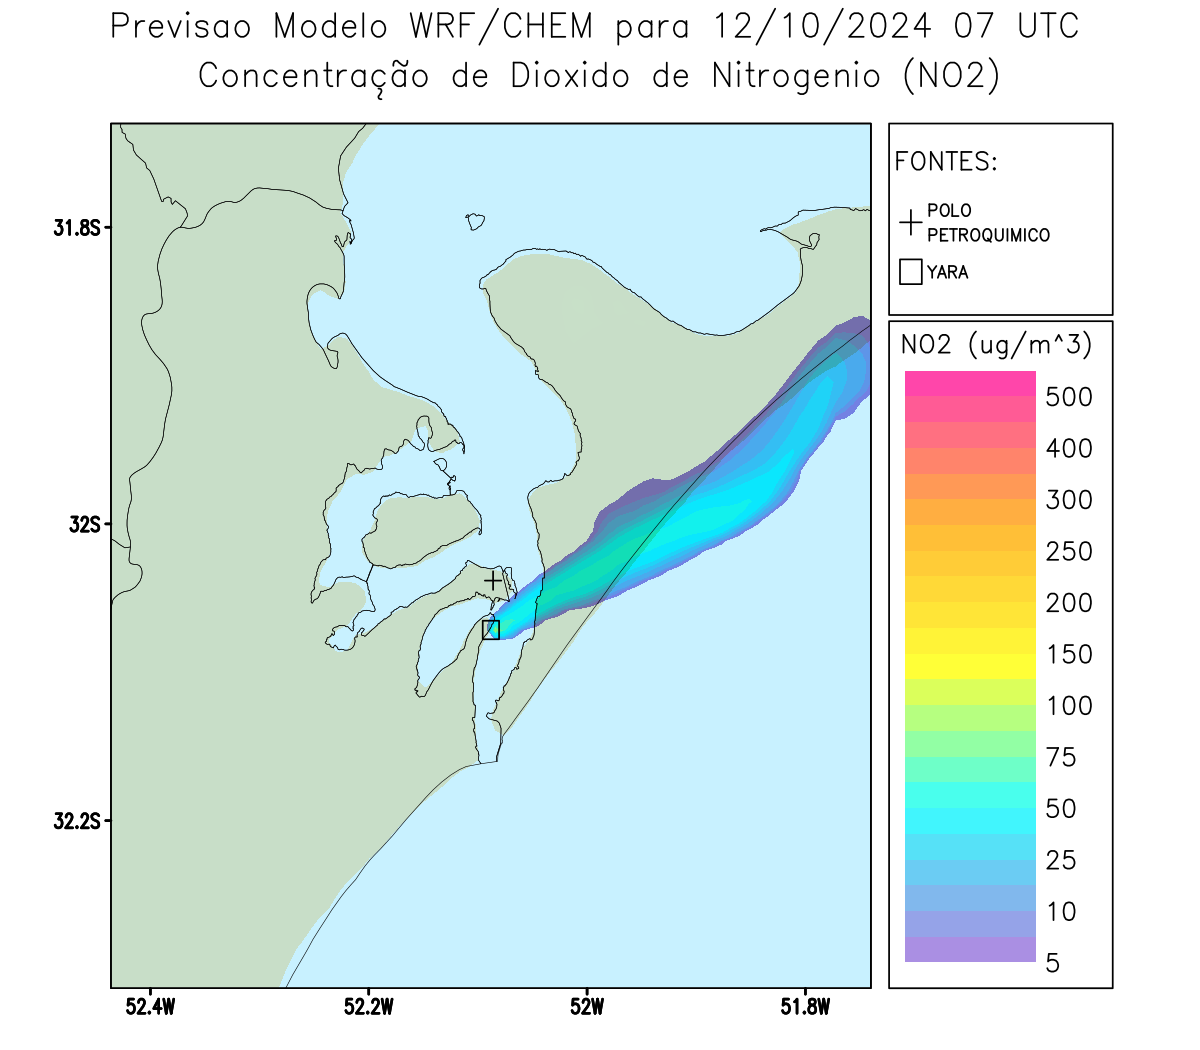 Previsao Modelo WRF/CHEM para 12/10/2024 07 UTC
Concentração de Dioxido de Nitrogenio (NO2)
FONTES:
POLO
PETROQUIMICO
YARA
31.8S
32S
32.2S
52.4W
52.2W
52W
51.8W
NO2 (ug/m^3)
500
400
300
250
200
150
100
75
50
25
10
5